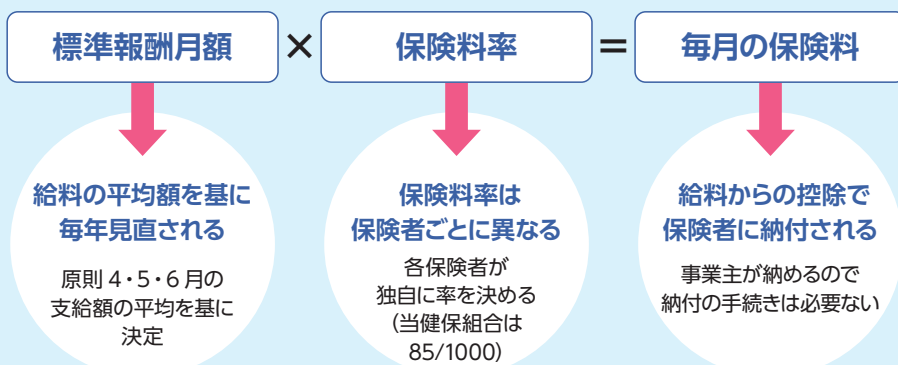 標準報酬月額 × 保険料率 = 毎月の保険料
給料の平均額を基に
毎年見直される
原則4・5・6月の
支給額の平均を基に
決定
保険料率は
保険者ごとに異なる
各保険者が
独自に率を決める
(当健保組合は
85/1000)
給料からの控除で
保険者に納付される
事業主が納めるので
納付の手続きは必要ない